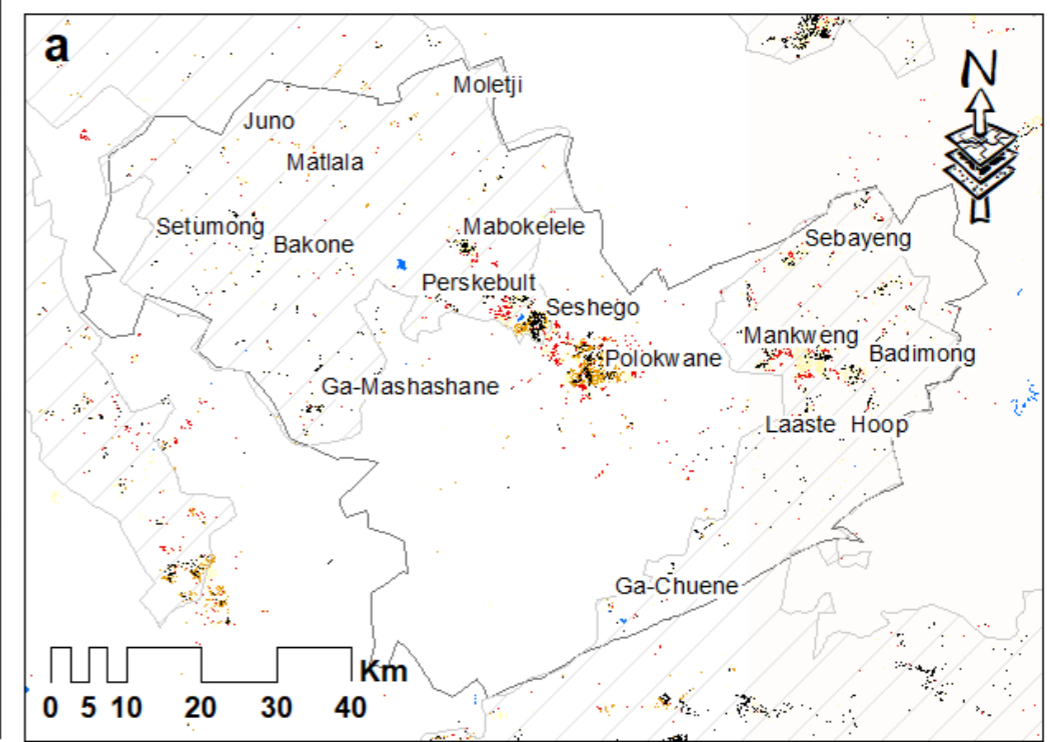 a
N
Moletji
Juno
Matlala
Setumong
Mabokelele
Bakone
Sebayeng
Perskebult
Seshego
Mankweng
Polokwane
Badimong
Ga-Mashashane
Laaste Hoop
Ga-Chuene
Km
0 5 10 20 30 40